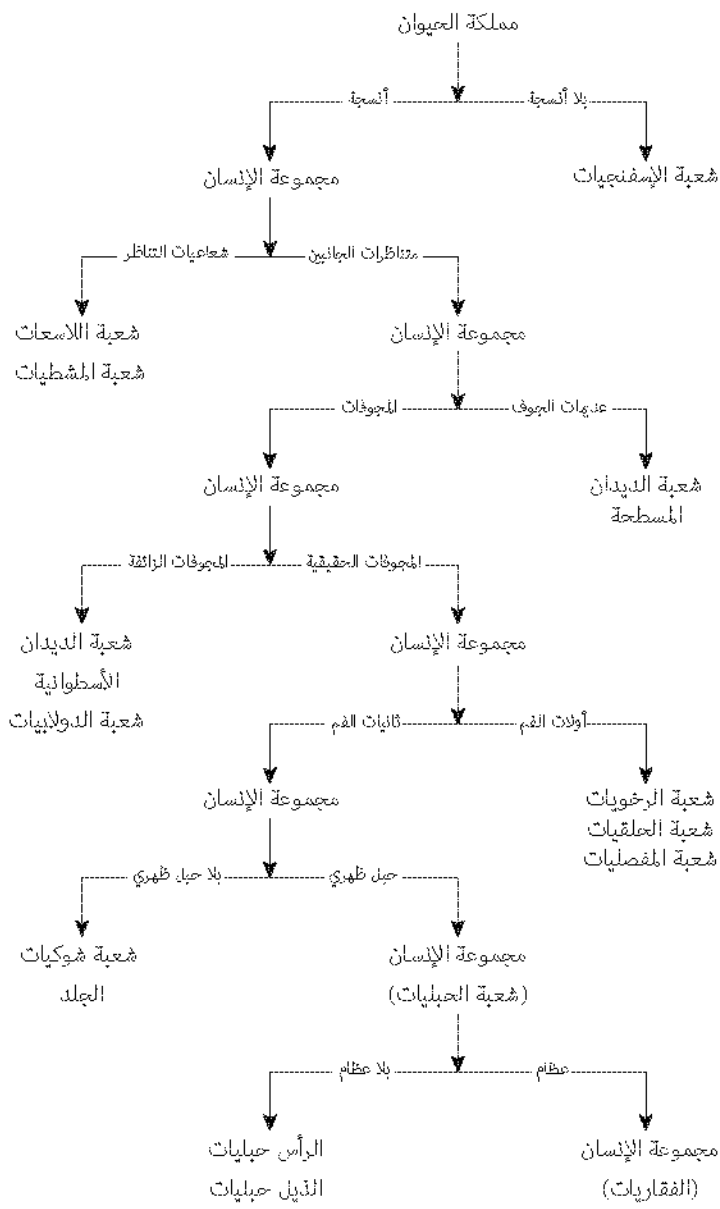 مملكة الحيوان
بلا أنسجة
أنسجة
شعبة الإسفنجيات
مجموعة الإنسان
متناظرات الجانبين
شعاعيات التناظر
مجموعة الإنسان
شعبة اللاسعات
شعبة المشطيات
عديمات الجوف
المجوفات
شعبة الديدان
المسطحة
مجموعة الإنسان
المجوفات الحقيقية
المجوفات الزائفة
مجموعة الإنسان
شعبة الديدان
الأسطوانية
شعبة الدولابيات
أولات الفم
ثانيات الفم
شعبة الرخويات
شعبة الحلقيات
شعبة المفصليات
مجموعة الإنسان
حبل ظهري
بلا حبل ظهري
مجموعة الإنسان
(شعبة الحبليات)
شعبة شوكيات
الجلد
عظام
بلا عظام
مجموعة الإنسان
(الفقاريات)
الرأس حبليات
الذيل حبليات